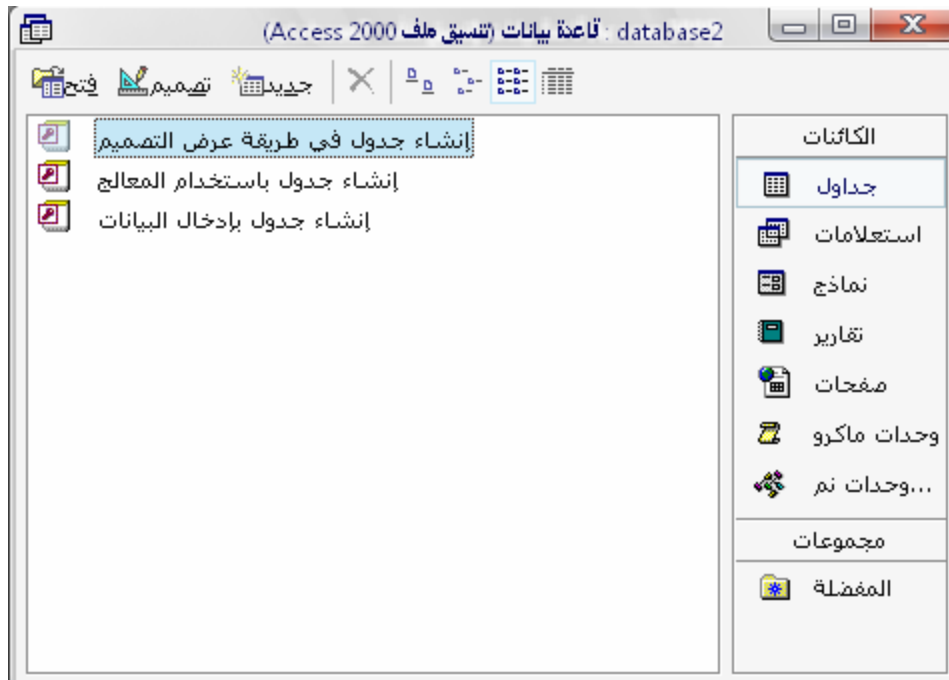 database2 : قاعدة بيانات (تنسيق ملف Access 2000)
فتح تصميم جديد
الكائنات
جداول
استعلامات
نماذج
تقارير
صفحات
وحدات ماكرو
وحدات نم...
مجموعات
المفضلة
إنشاء جدول في طريقة عرض التصميم
إنشاء جدول باستخدام المعالج
إنشاء جدول بإدخال البيانات